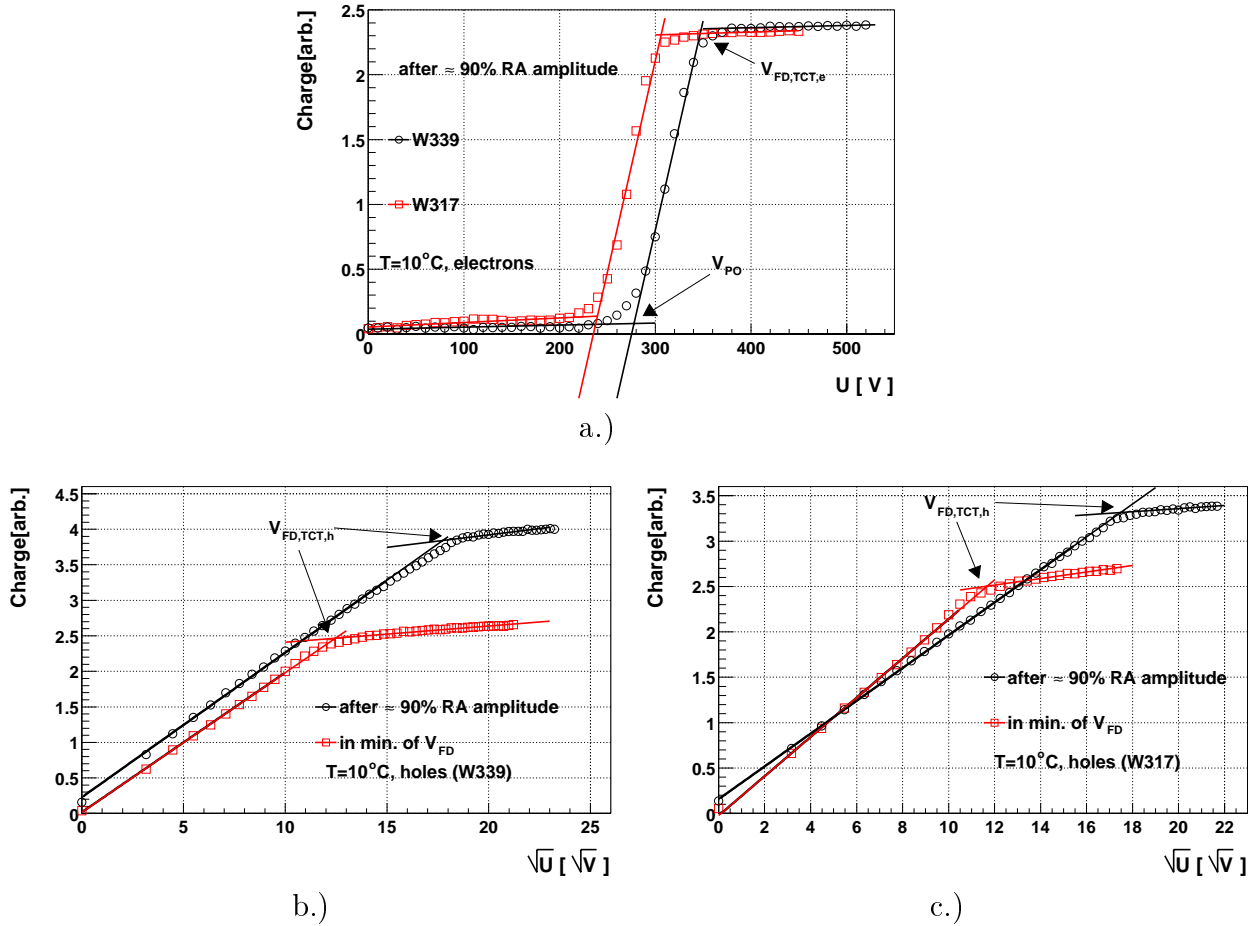 Charge[arb.]
2.5
2
1.5
1
0.5
0
after ≈ 90% RA amplitude
W339
W317
T=10°C, electrons
V_FD,TCT,e
V_PO
0 100 200 300 400 500
U [ V ]
a.)
Charge[arb.]
4.5
4
3.5
3
2.5
2
1.5
1
0.5
0
V_FD,TCT,h
after ≈ 90% RA amplitude
in min. of V_FD
T=10°C, holes (W339)
0 5 10 15 20 25
√U [ √V ]
b.)
Charge[arb.]
3.5
3
2.5
2
1.5
1
0.5
0
V_FD,TCT,h
after ≈ 90% RA amplitude
in min. of V_FD
T=10°C, holes (W317)
0 2 4 6 8 10 12 14 16 18 20 22
√U [ √V ]
c.)